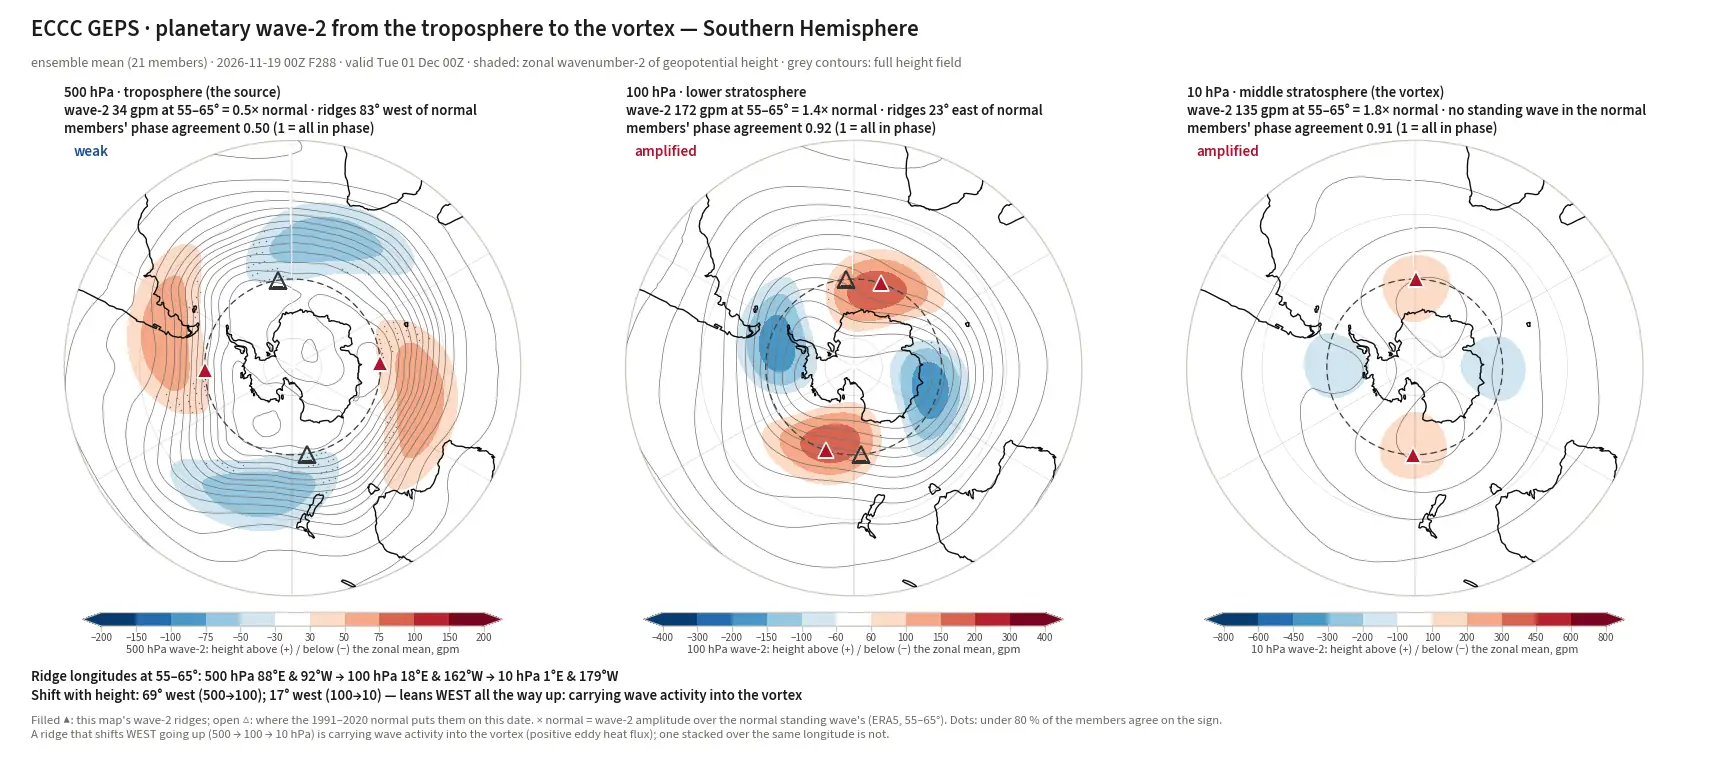 ECCC GEPS · planetary wave-2 from the troposphere to the vortex — Southern Hemisphere
ensemble mean (21 members) · 2026-11-19 00Z F288 · valid Tue 01 Dec 00Z · shaded: zonal wavenumber-2 of geopotential height · grey contours: full height field
500 hPa · troposphere (the source)
wave-2 34 gpm at 55–65° = 0.5× normal · ridges 83° west of normal
members' phase agreement 0.50 (1 = all in phase)
weak
100 hPa · lower stratosphere
wave-2 172 gpm at 55–65° = 1.4× normal · ridges 23° east of normal
members' phase agreement 0.92 (1 = all in phase)
amplified
10 hPa · middle stratosphere (the vortex)
wave-2 135 gpm at 55–65° = 1.8× normal · no standing wave in the normal
members' phase agreement 0.91 (1 = all in phase)
amplified
−200 −150 −100 −75 −50 −30 30 50 75 100 150 200
500 hPa wave-2: height above (+) / below (−) the zonal mean, gpm
−400 −300 −200 −150 −100 −60 60 100 150 200 300 400
100 hPa wave-2: height above (+) / below (−) the zonal mean, gpm
−800 −600 −450 −300 −200 −100 100 200 300 450 600 800
10 hPa wave-2: height above (+) / below (−) the zonal mean, gpm
Ridge longitudes at 55–65°: 500 hPa 88°E & 92°W → 100 hPa 18°E & 162°W → 10 hPa 1°E & 179°W
Shift with height: 69° west (500→100); 17° west (100→10) — leans WEST all the way up: carrying wave activity into the vortex
Filled ▲: this map's wave-2 ridges; open △: where the 1991–2020 normal puts them on this date. × normal = wave-2 amplitude over the normal standing wave's (ERA5, 55–65°). Dots: under 80 % of the members agree on the sign.
A ridge that shifts WEST going up (500 → 100 → 10 hPa) is carrying wave activity into the vortex (positive eddy heat flux); one stacked over the same longitude is not.